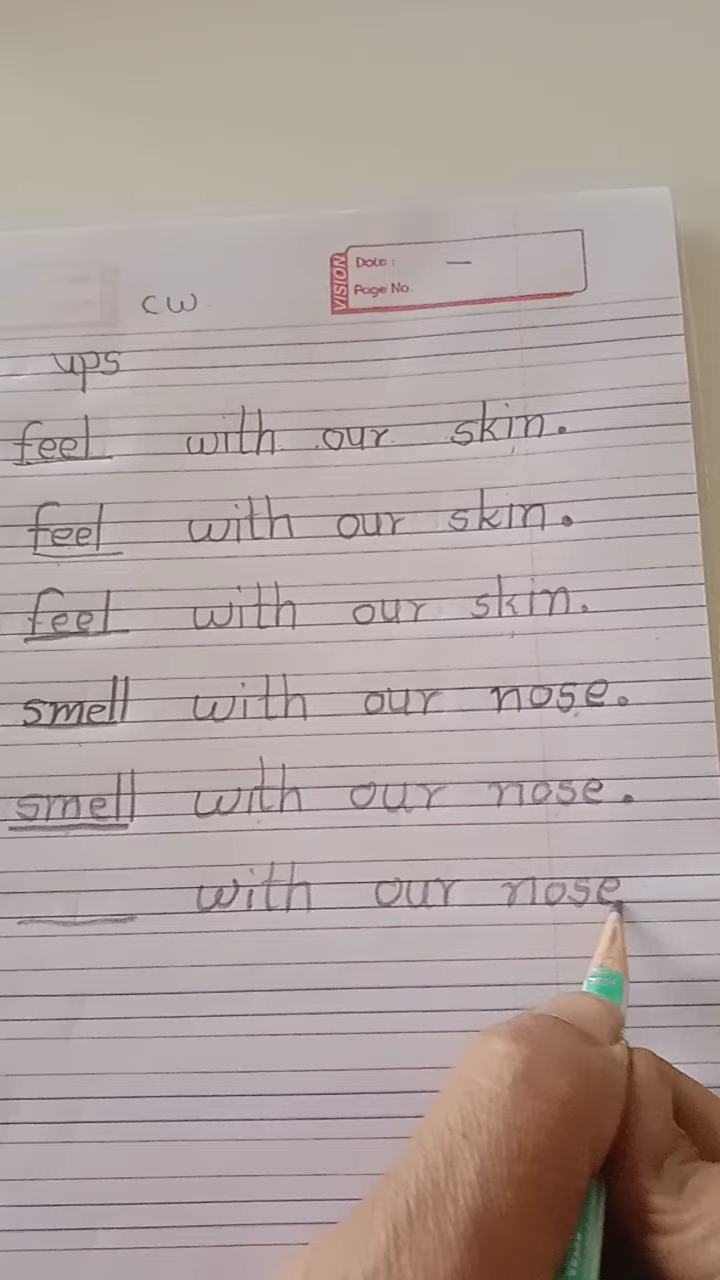 VISION
Date : —
Page No.
CW
ups
feel with our skin.
feel with our skin.
feel with our skin.
smell with our nose.
smell with our nose.
____ with our nose